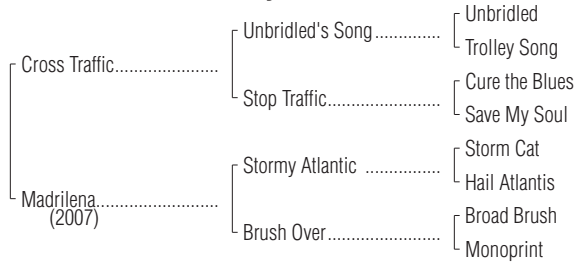 Unbridled
Unbridled's Song..............
Trolley Song
Cross Traffic......................
Cure the Blues
Stop Traffic........................
Save My Soul
Storm Cat
Stormy Atlantic ................
Hail Atlantis
Madrilena..........................
(2007)
Broad Brush
Brush Over........................
Monoprint